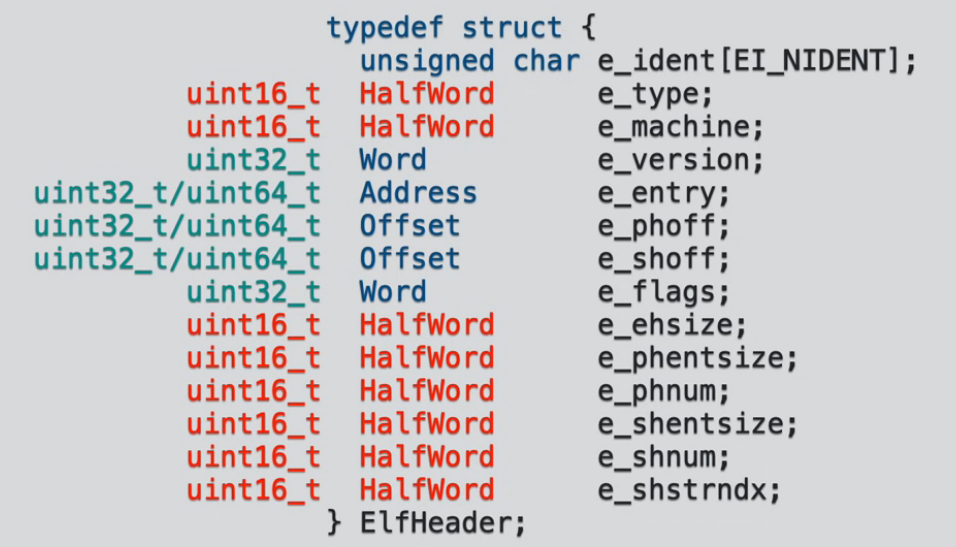 typedef struct {
unsigned char e_ident[EI_NIDENT];
uint16_t HalfWord e_type;
uint16_t HalfWord e_machine;
uint32_t Word e_version;
uint32_t/uint64_t Address e_entry;
uint32_t/uint64_t Offset e_phoff;
uint32_t/uint64_t Offset e_shoff;
uint32_t Word e_flags;
uint16_t HalfWord e_ehsize;
uint16_t HalfWord e_phentsize;
uint16_t HalfWord e_phnum;
uint16_t HalfWord e_shentsize;
uint16_t HalfWord e_shnum;
uint16_t HalfWord e_shstrndx;
} ElfHeader;